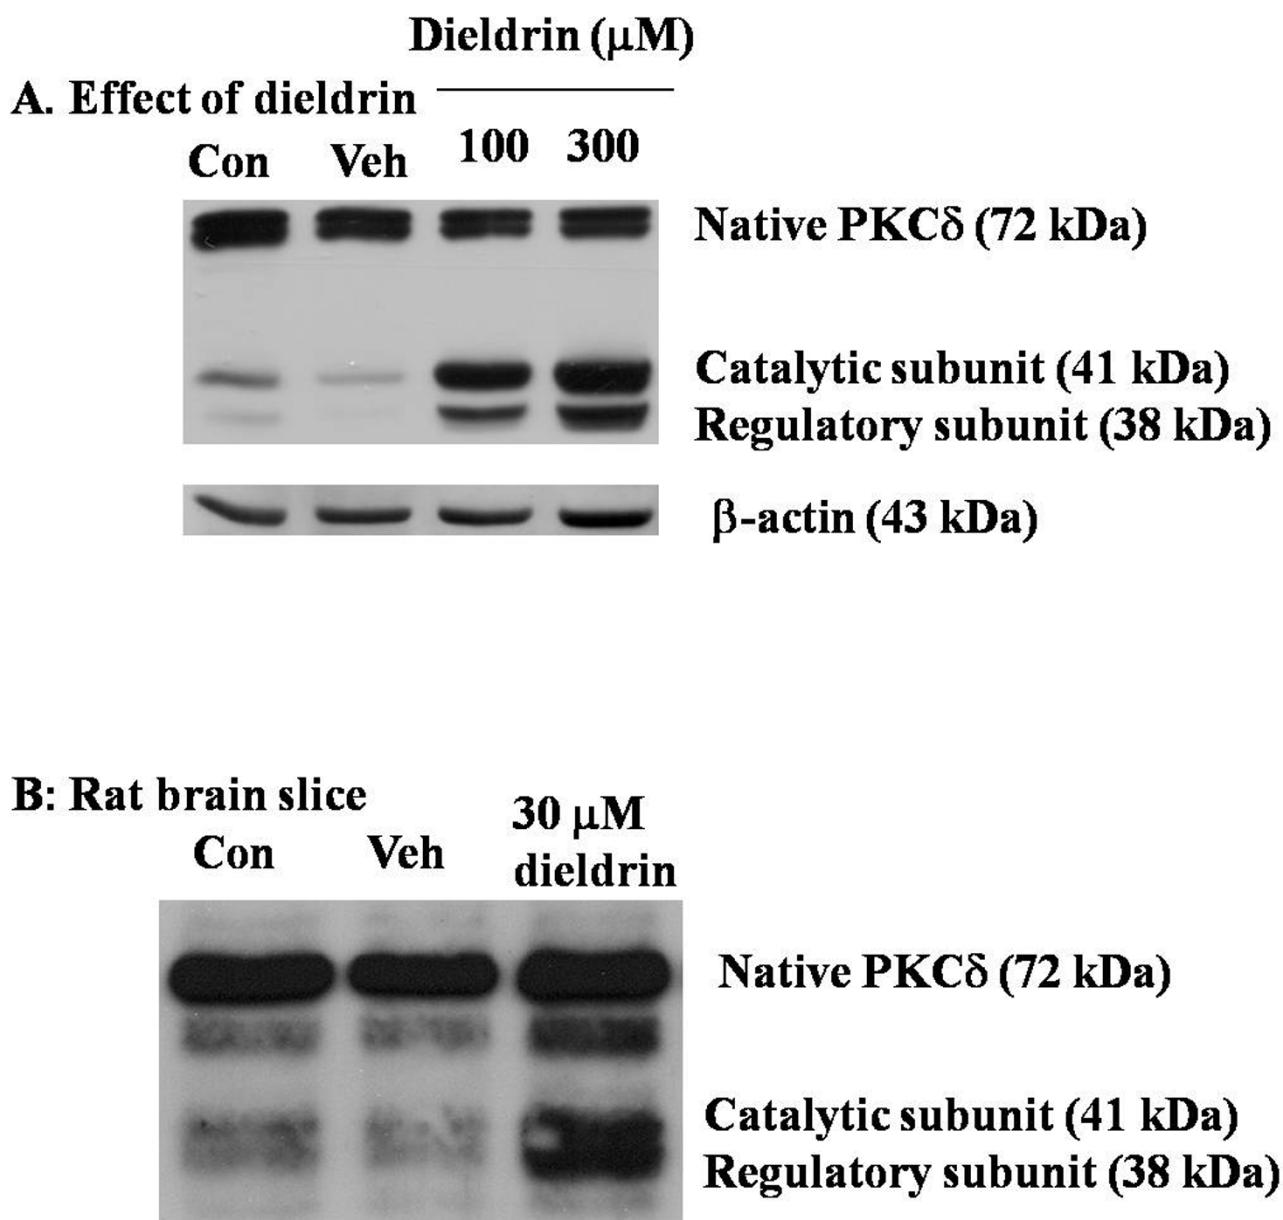 Dieldrin (μM)
A. Effect of dieldrin
Con Veh 100 300
Native PKCδ (72 kDa)
Catalytic subunit (41 kDa)
Regulatory subunit (38 kDa)
β-actin (43 kDa)
B: Rat brain slice
Con Veh 30 μM dieldrin
Native PKCδ (72 kDa)
Catalytic subunit (41 kDa)
Regulatory subunit (38 kDa)